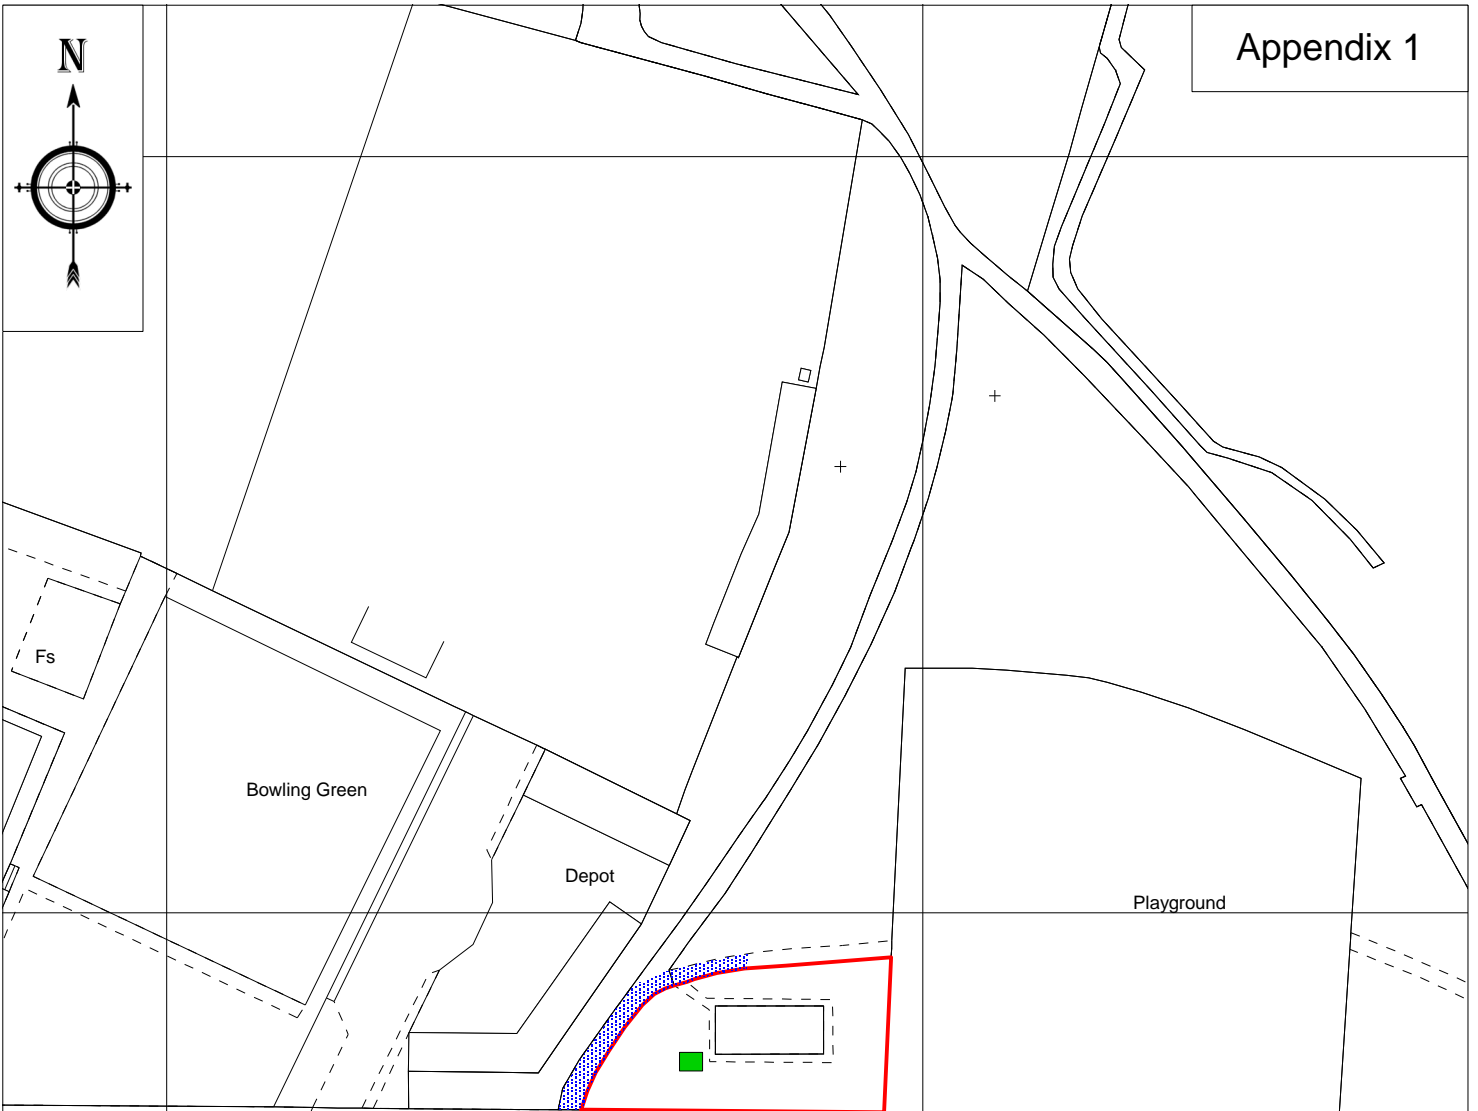 N
Appendix 1
Fs
Bowling Green
Depot
Playground